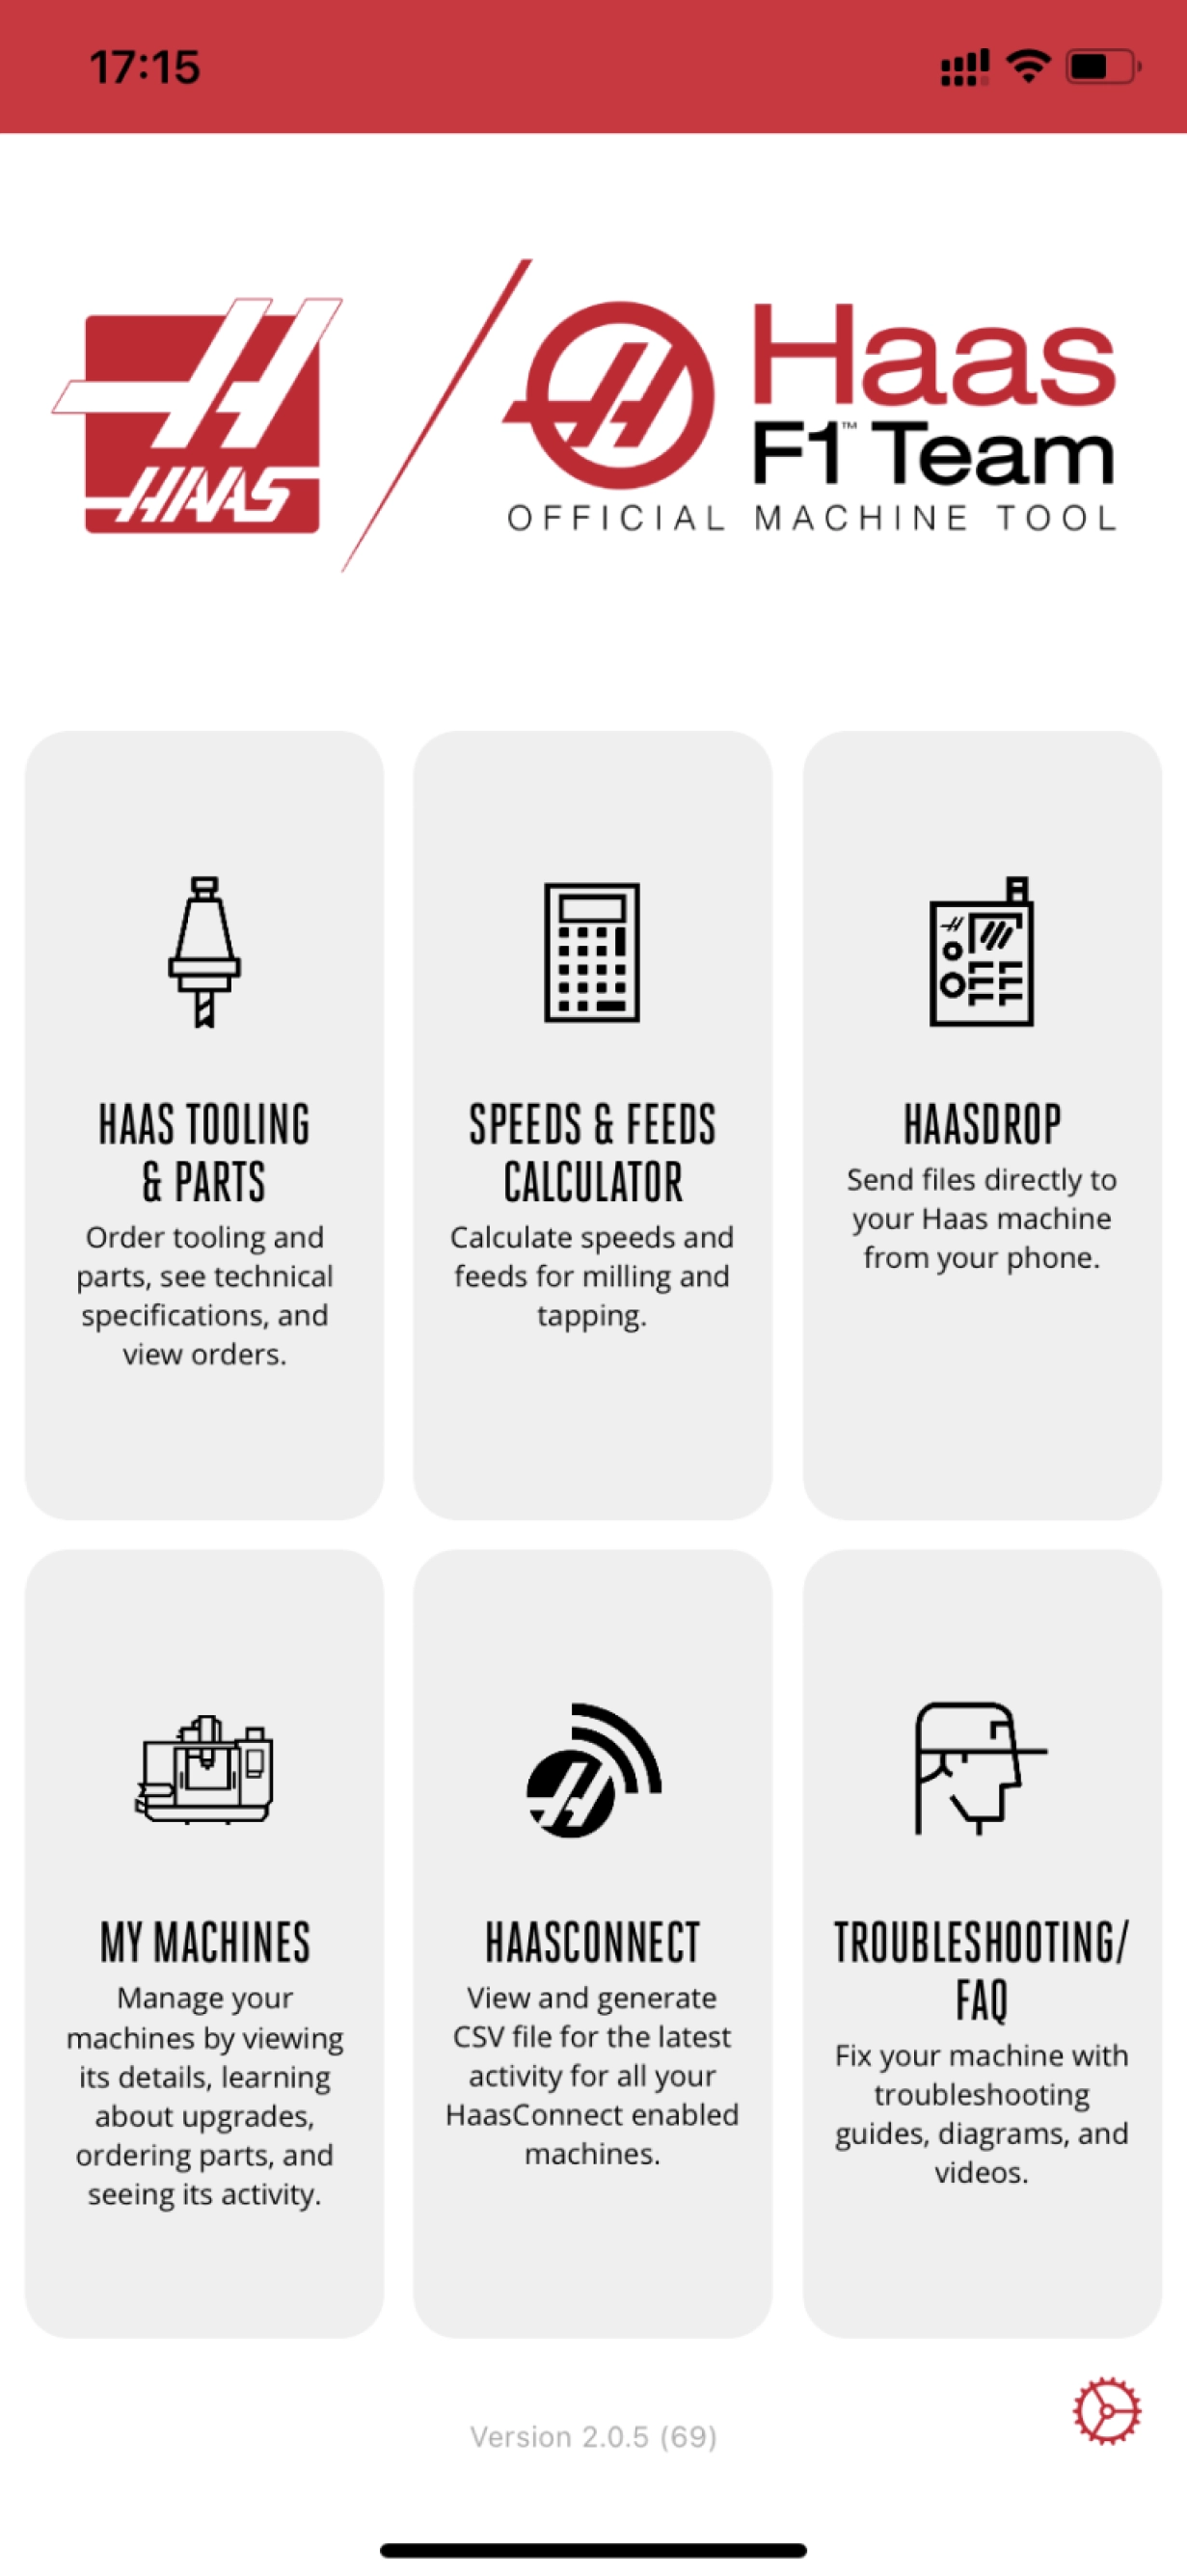 17:15
HAAS
Haas
F1™ Team
OFFICIAL MACHINE TOOL
HAAS TOOLING
& PARTS
Order tooling and
parts, see technical
specifications, and
view orders.
SPEEDS & FEEDS
CALCULATOR
Calculate speeds and
feeds for milling and
tapping.
HAASDROP
Send files directly to
your Haas machine
from your phone.
MY MACHINES
Manage your
machines by viewing
its details, learning
about upgrades,
ordering parts, and
seeing its activity.
HAASCONNECT
View and generate
CSV file for the latest
activity for all your
HaasConnect enabled
machines.
TROUBLESHOOTING/
FAQ
Fix your machine with
troubleshooting
guides, diagrams, and
videos.
Version 2.0.5 (69)